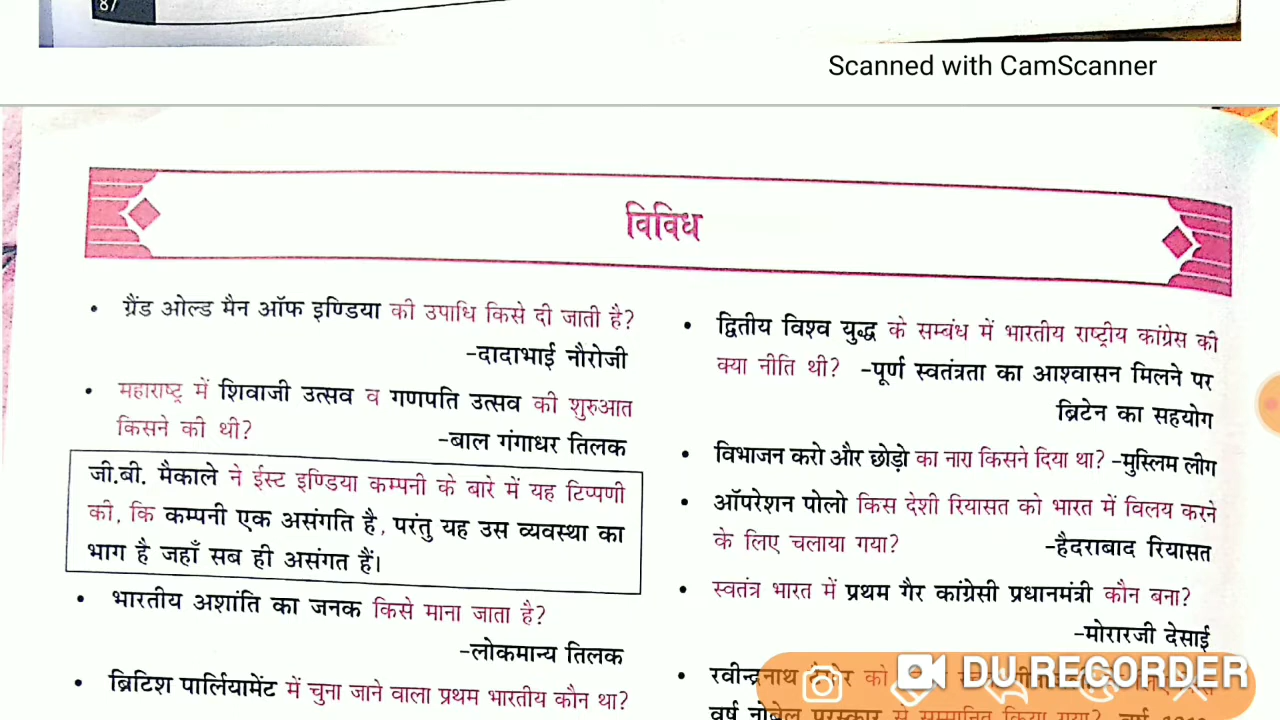 87
Scanned with CamScanner
विविध
• ग्रैंड ओल्ड मैन ऑफ इण्डिया की उपाधि किसे दी जाती है?
-दादाभाई नौरोजी
• महाराष्ट्र में शिवाजी उत्सव व गणपति उत्सव की शुरुआत
किसने की थी? -बाल गंगाधर तिलक
जी.बी. मैकाले ने ईस्ट इण्डिया कम्पनी के बारे में यह टिप्पणी
की, कि कम्पनी एक असंगति है, परंतु यह उस व्यवस्था का
भाग है जहाँ सब ही असंगत हैं।
• भारतीय अशांति का जनक किसे माना जाता है?
-लोकमान्य तिलक
• ब्रिटिश पार्लियामेंट में चुना जाने वाला प्रथम भारतीय कौन था?
• द्वितीय विश्व युद्ध के सम्बंध में भारतीय राष्ट्रीय कांग्रेस की
क्या नीति थी? -पूर्ण स्वतंत्रता का आश्वासन मिलने पर
ब्रिटेन का सहयोग
• विभाजन करो और छोड़ो का नारा किसने दिया था? -मुस्लिम लीग
• ऑपरेशन पोलो किस देशी रियासत को भारत में विलय करने
के लिए चलाया गया? -हैदराबाद रियासत
• स्वतंत्र भारत में प्रथम गैर कांग्रेसी प्रधानमंत्री कौन बना?
-मोरारजी देसाई
• रवीन्द्रनाथ टैगोर को
वर्ष नोबेल पुरस्कार से सम्मानित किया गया?
DU RECORDER